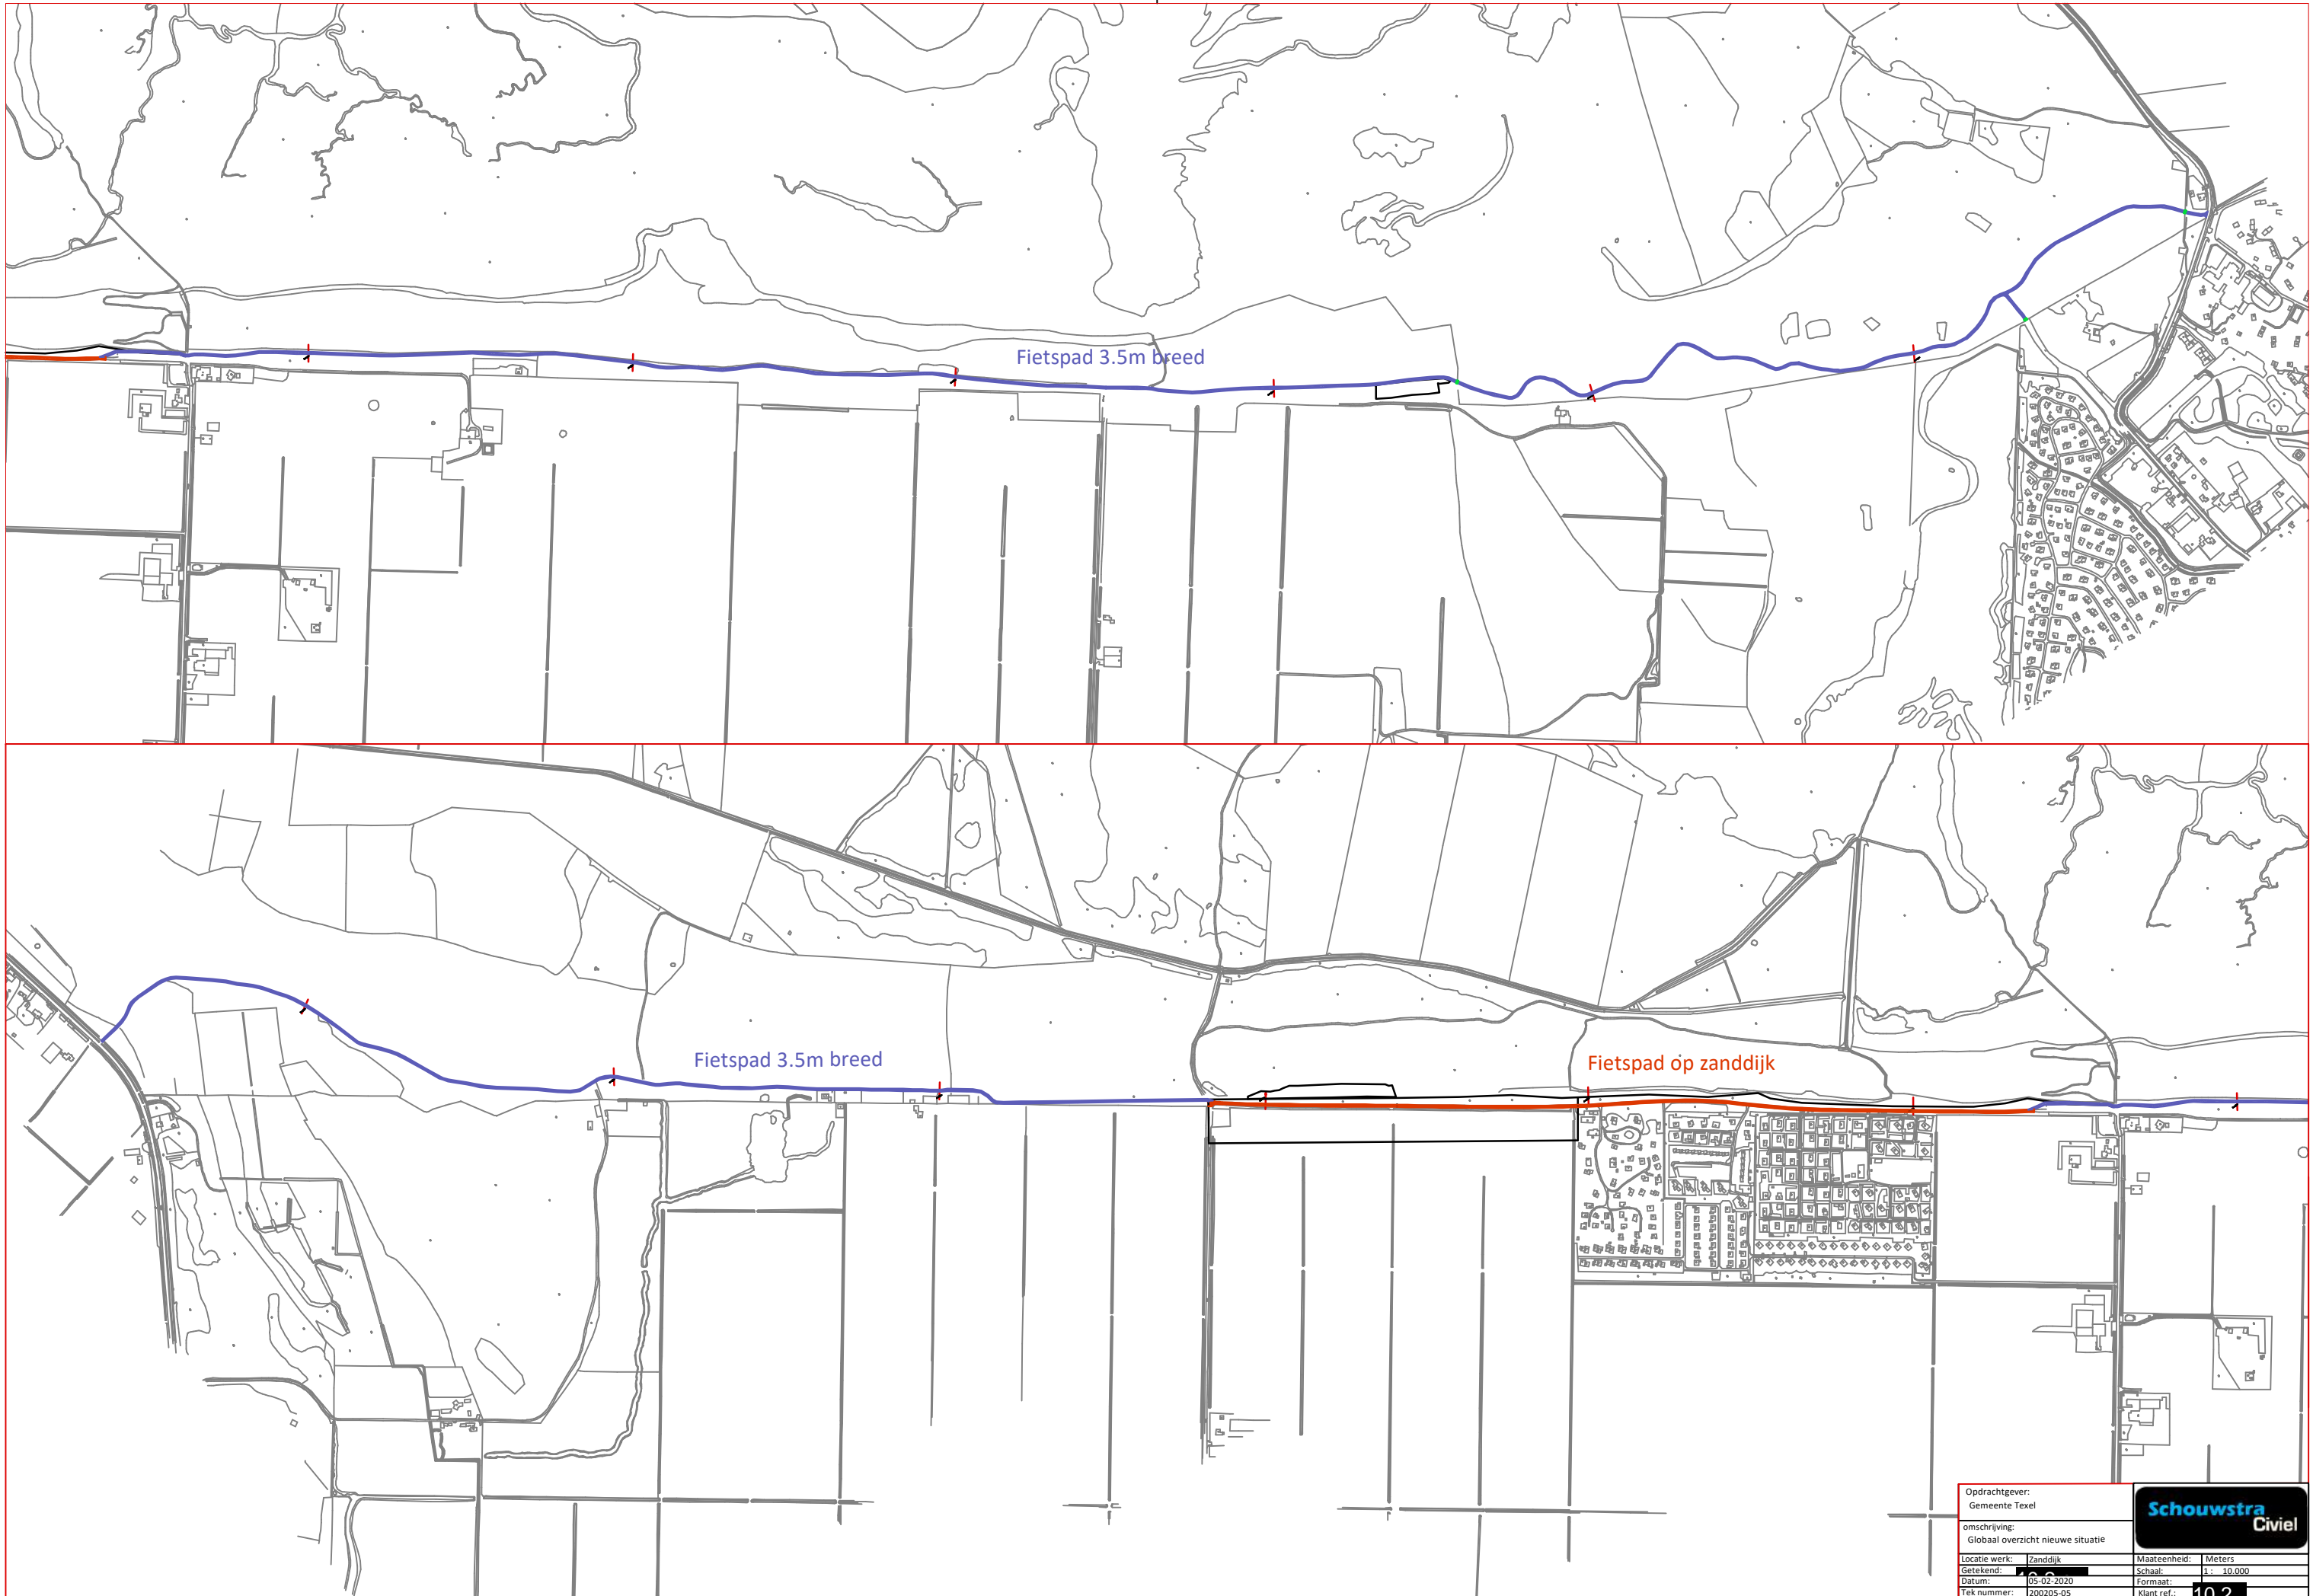 Fietspad 3.5m breed
Fietspad 3.5m breed
Fietspad op zanddijk
Opdrachtgever:
Gemeente Texel
omschrijving:
Globaal overzicht nieuwe situatie
Schouwstra
Civiel
Locatie werk: Zanddijk
Maateenheid: Meters
Getekend:
Schaal: 1 : 10.000
Datum: 05-02-2020
Formaat:
Tek nummer: 200205-05
Klant ref.: 10.2